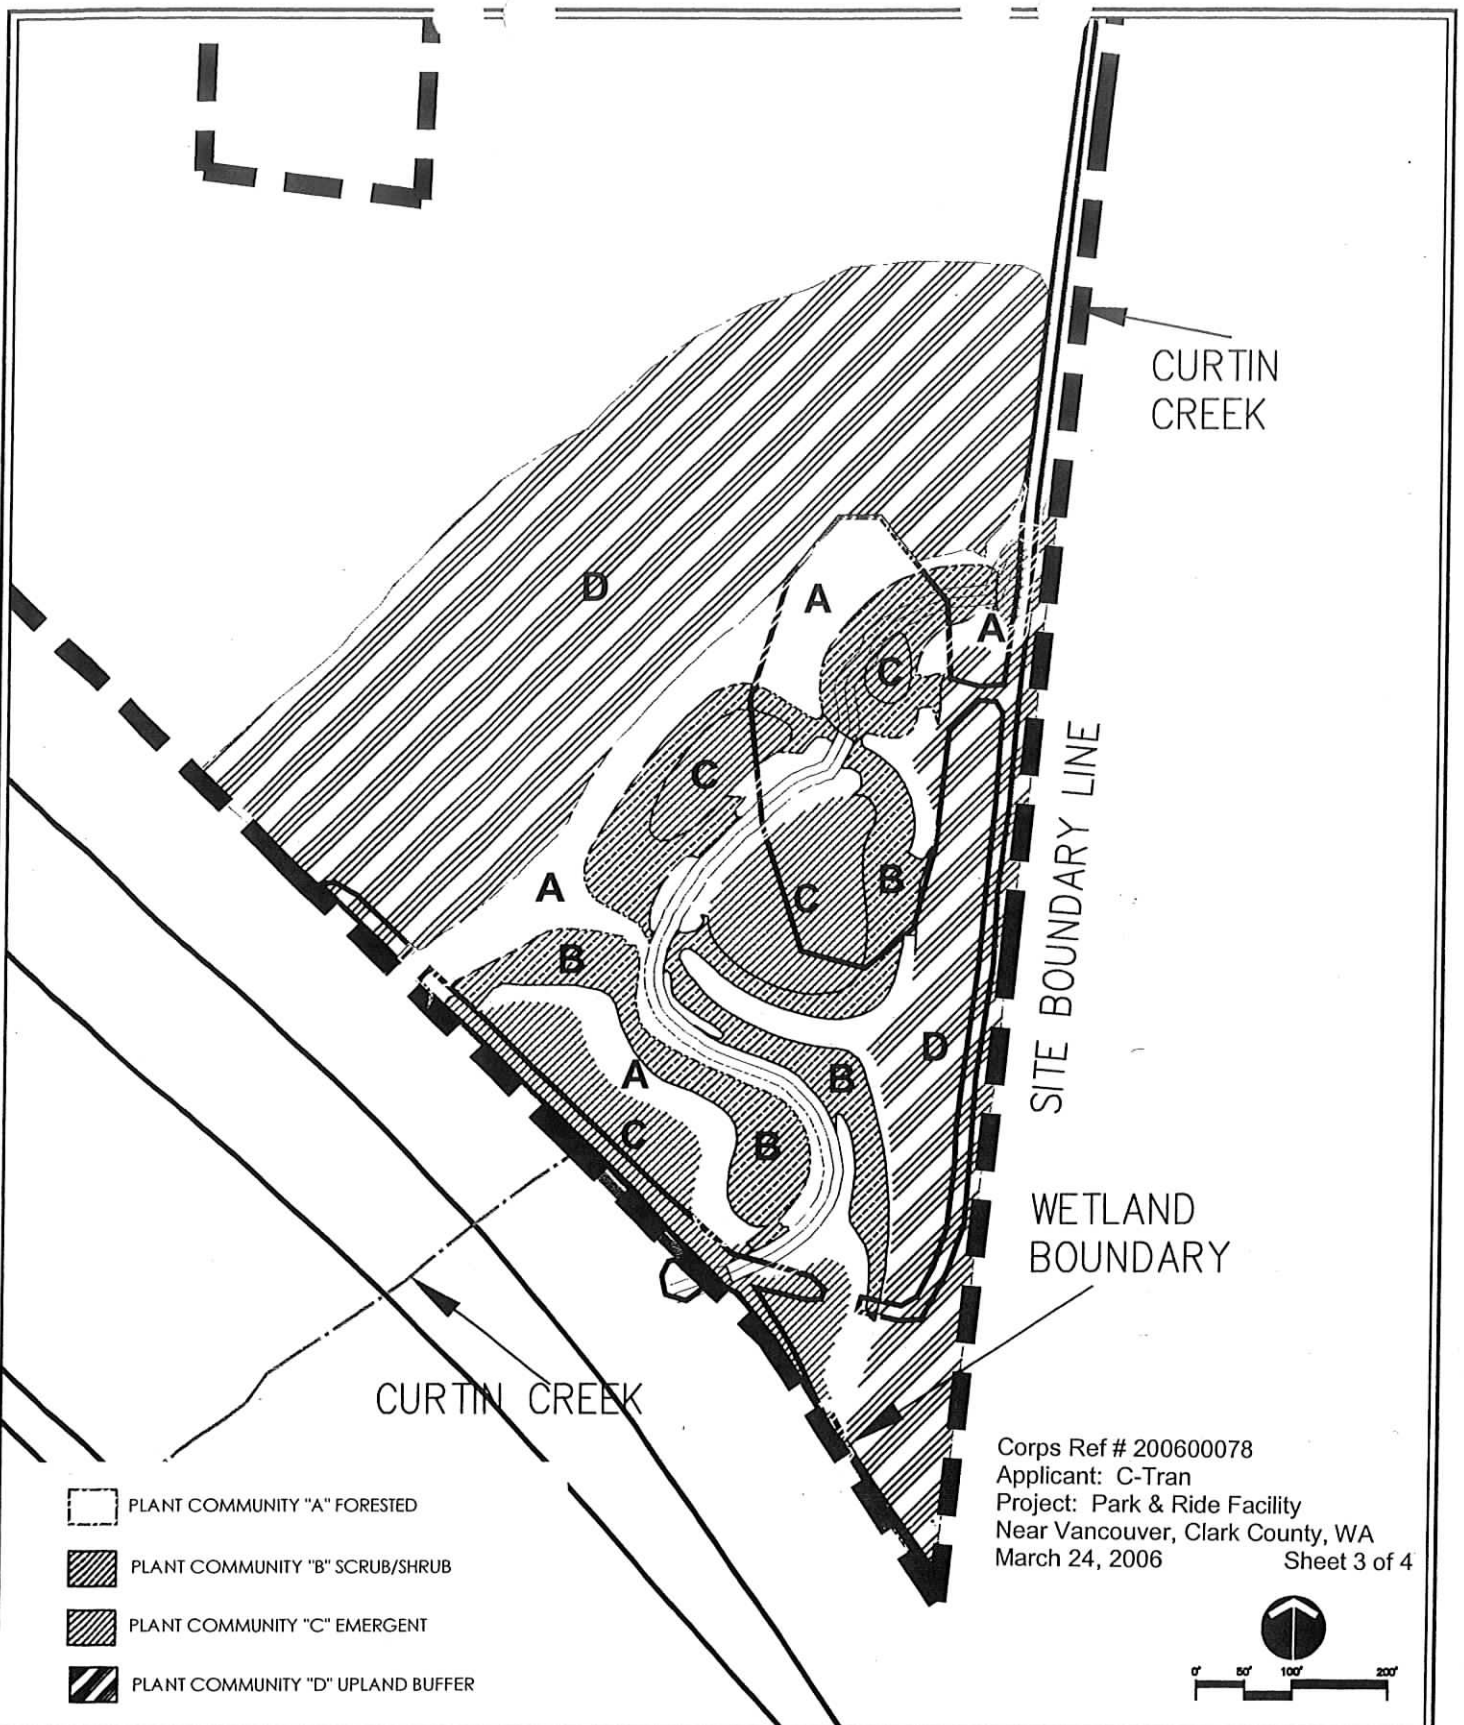 CURTIN
CREEK
D
A
A
C
C
A
C
B
B
D
A
B
C
B
SITE BOUNDARY LINE
WETLAND
BOUNDARY
CURTIN CREEK
Corps Ref # 200600078
Applicant: C-Tran
Project: Park & Ride Facility
Near Vancouver, Clark County, WA
March 24, 2006 Sheet 3 of 4
PLANT COMMUNITY "A" FORESTED
PLANT COMMUNITY "B" SCRUB/SHRUB
PLANT COMMUNITY "C" EMERGENT
PLANT COMMUNITY "D" UPLAND BUFFER
0' 50' 100' 200'